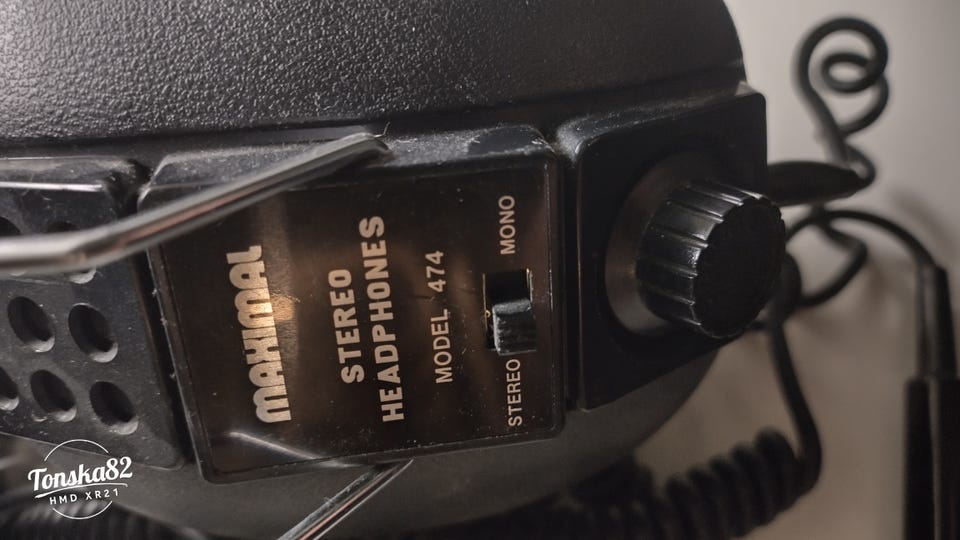 MAXIMAL
STEREO
HEADPHONES
MODEL 474
STEREO
MONO
Tonska82
HMD XR21